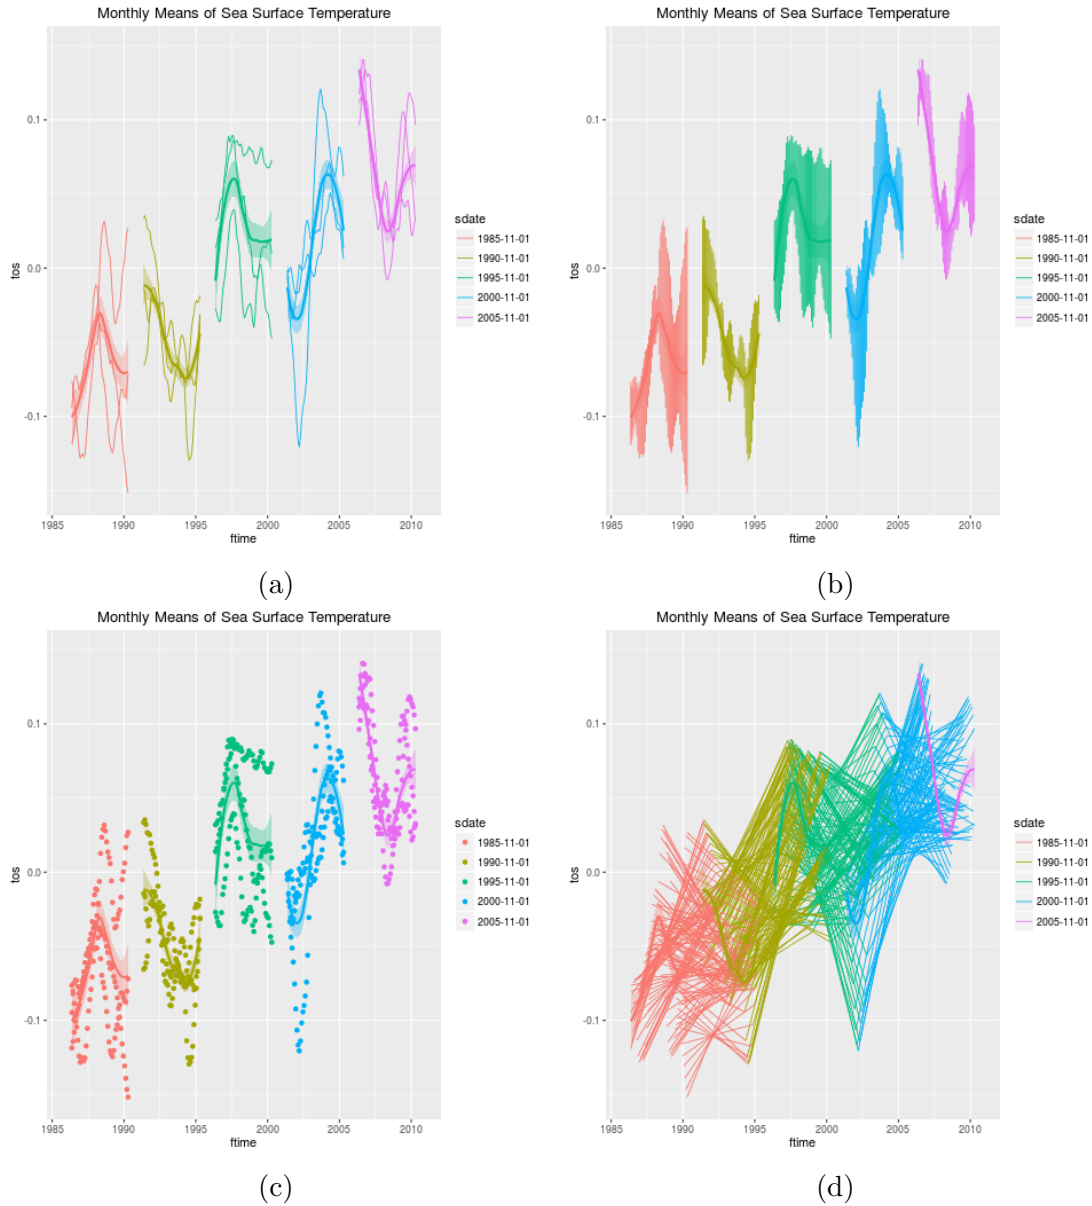 Monthly Means of Sea Surface Temperature
0.1
0.0
-0.1
tos
1985 1990 1995 2000 2005 2010
ftime
sdate
1985-11-01
1990-11-01
1995-11-01
2000-11-01
2005-11-01
(a)
Monthly Means of Sea Surface Temperature
0.1
0.0
-0.1
tos
1985 1990 1995 2000 2005 2010
ftime
sdate
1985-11-01
1990-11-01
1995-11-01
2000-11-01
2005-11-01
(b)
Monthly Means of Sea Surface Temperature
0.1
0.0
-0.1
tos
1985 1990 1995 2000 2005 2010
ftime
sdate
1985-11-01
1990-11-01
1995-11-01
2000-11-01
2005-11-01
(c)
Monthly Means of Sea Surface Temperature
0.1
0.0
-0.1
tos
1985 1990 1995 2000 2005 2010
ftime
sdate
1985-11-01
1990-11-01
1995-11-01
2000-11-01
2005-11-01
(d)